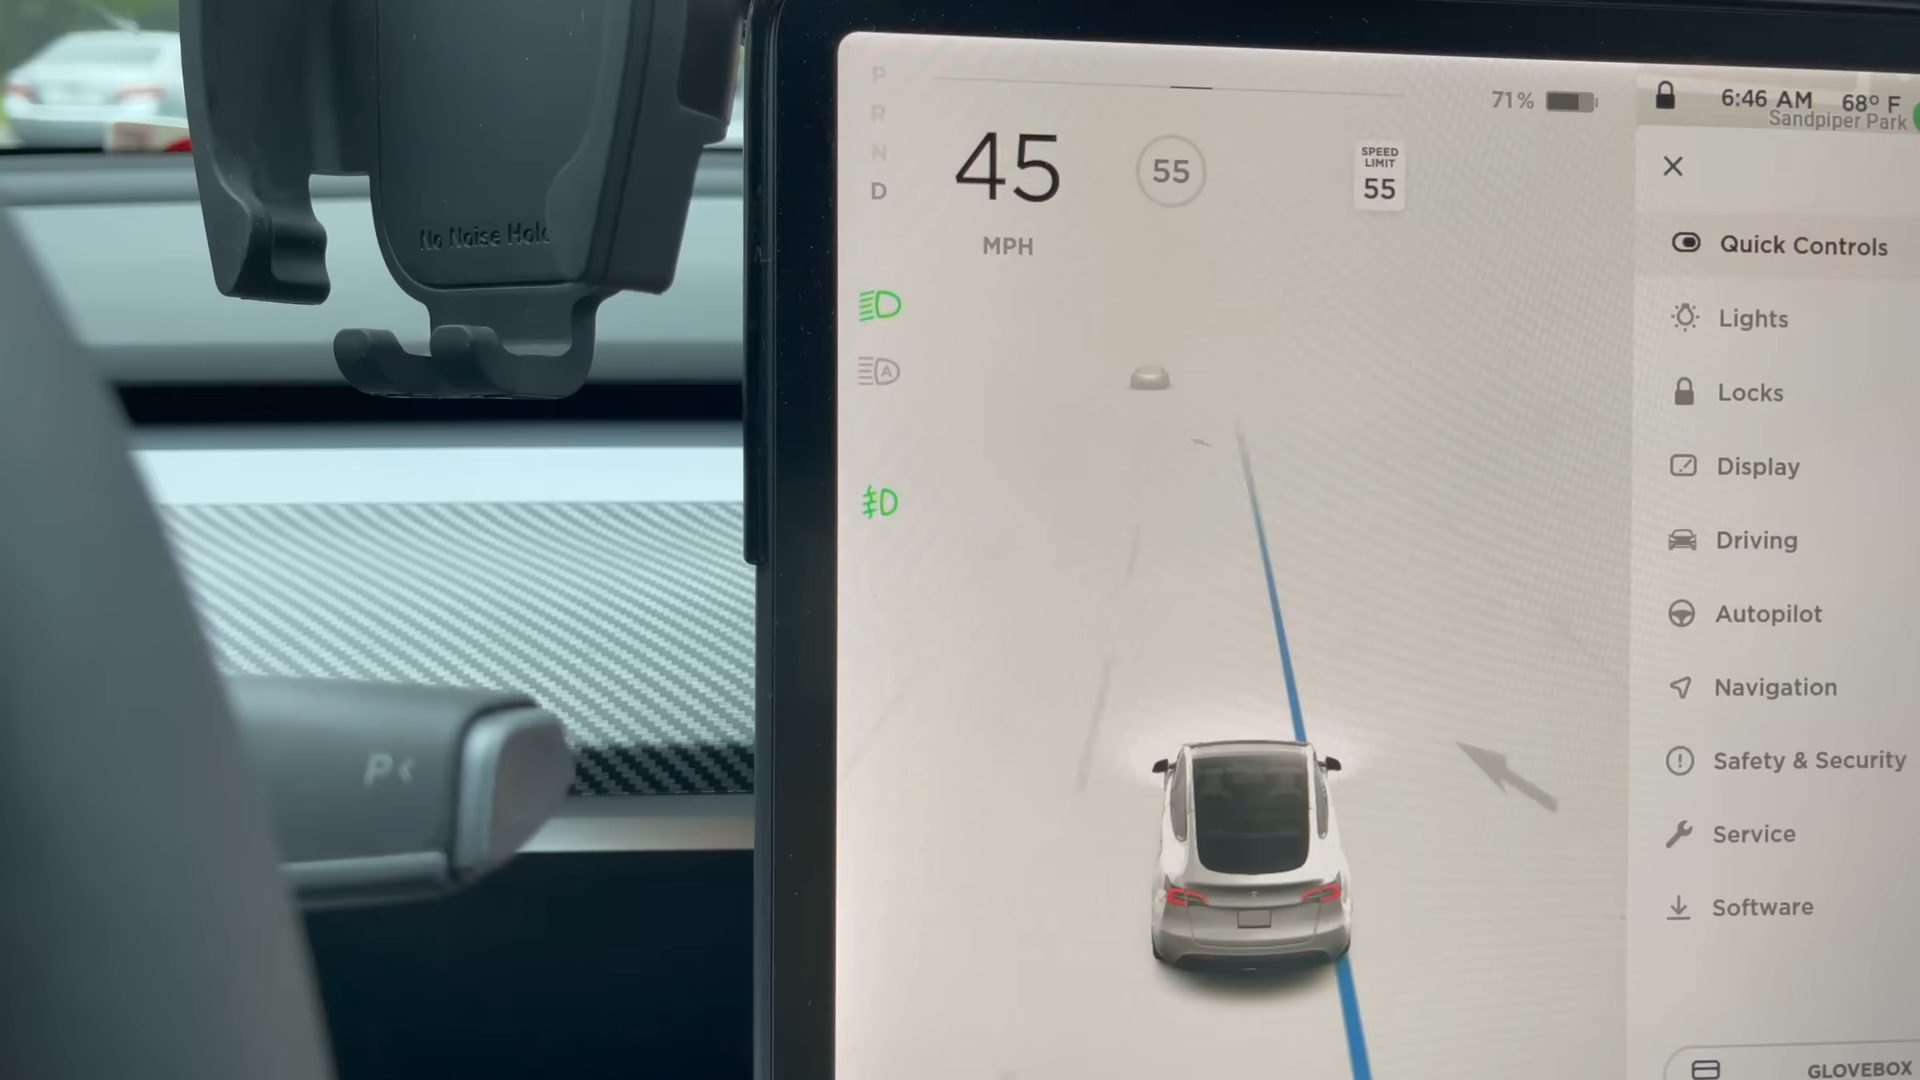 No Noise Hold
P<
P
R
N
D
45
MPH
55
SPEED
LIMIT
55
71%
6:46 AM
68° F
Sandpiper Park
Quick Controls
Lights
A
Locks
Display
Driving
Autopilot
Navigation
Safety & Security
Service
Software
GLOVEBOX